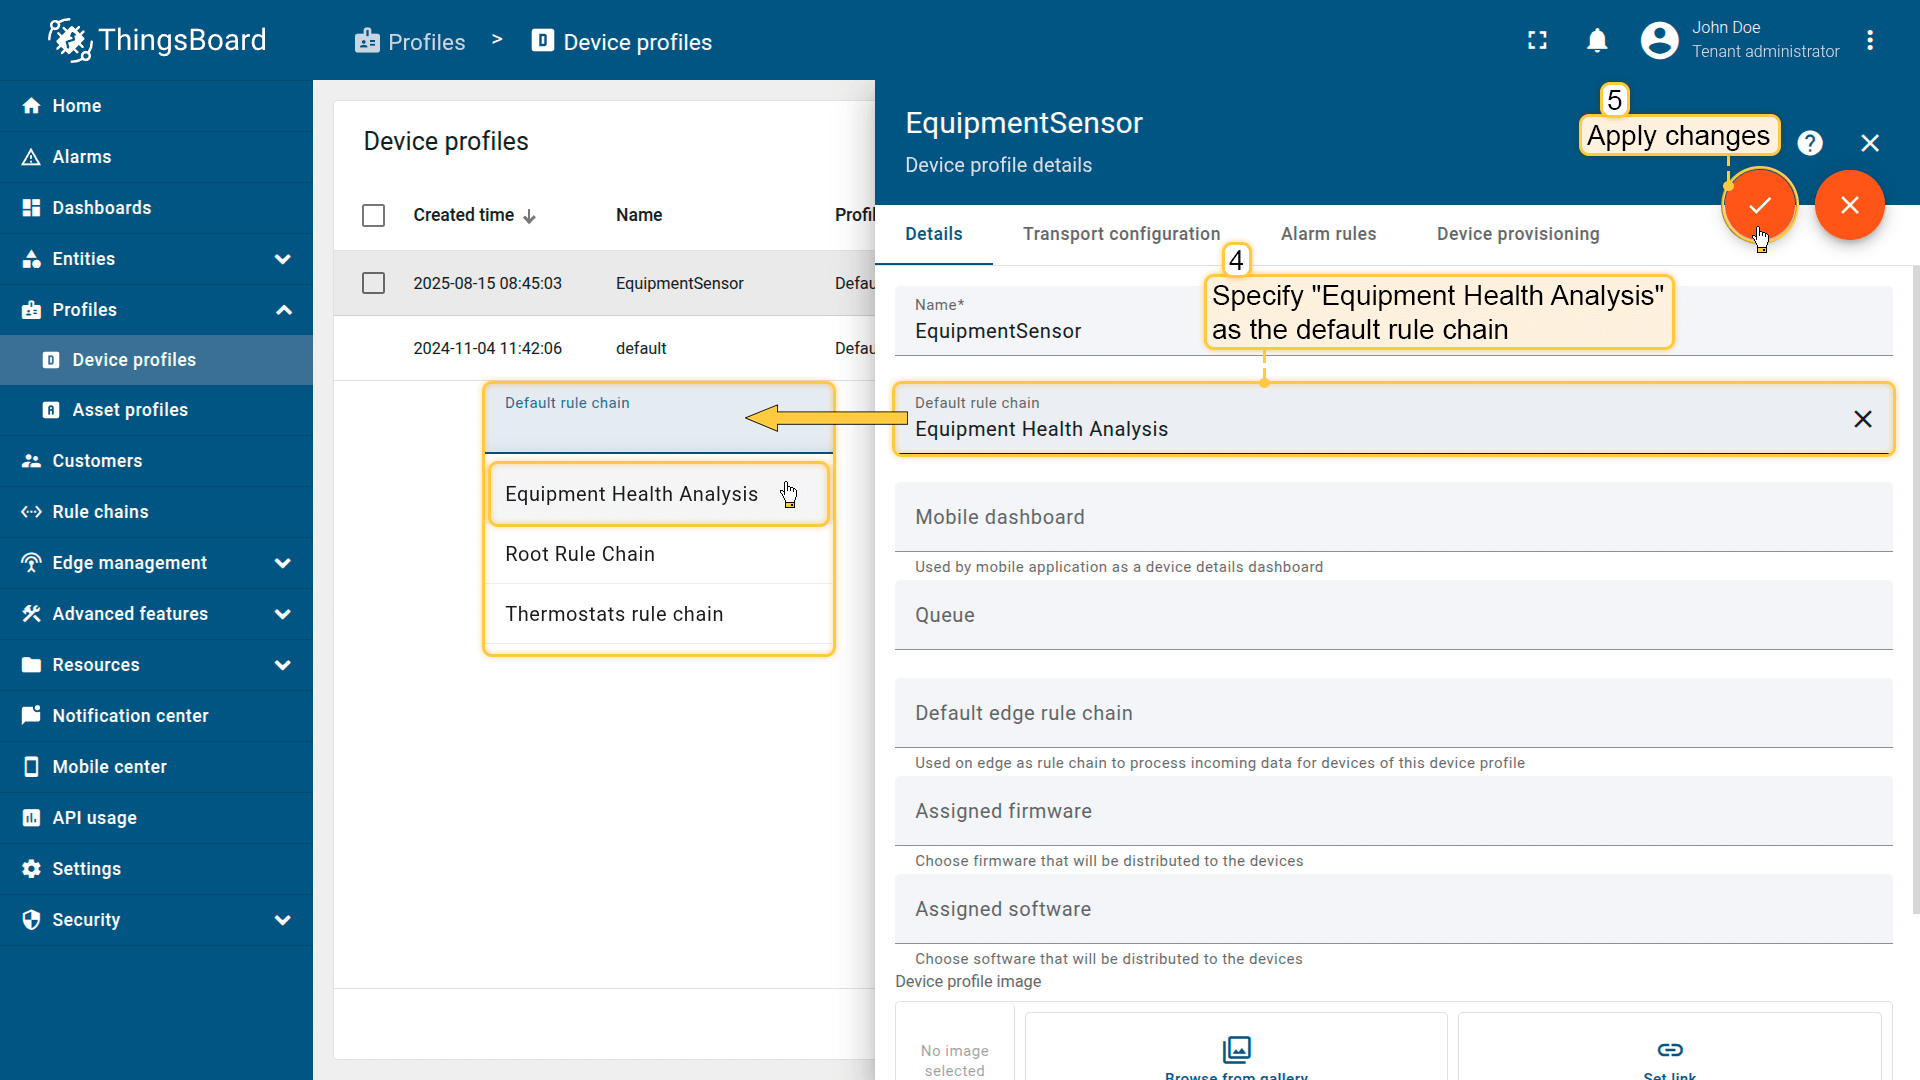 ThingsBoard
Profiles > D Device profiles
John Doe
Tenant administrator
Home
Alarms
Dashboards
Entities
Profiles
D Device profiles
A Asset profiles
Customers
Rule chains
Edge management
Advanced features
Resources
Notification center
Mobile center
API usage
Settings
Security
Device profiles
Created time Name Profil
2025-08-15 08:45:03 EquipmentSensor Defau
2024-11-04 11:42:06 default Defau
Default rule chain
Equipment Health Analysis
Root Rule Chain
Thermostats rule chain
EquipmentSensor
Device profile details
5
Apply changes
?
Details Transport configuration Alarm rules Device provisioning
4
Specify "Equipment Health Analysis"
as the default rule chain
Name*
EquipmentSensor
Default rule chain
Equipment Health Analysis
Mobile dashboard
Used by mobile application as a device details dashboard
Queue
Default edge rule chain
Used on edge as rule chain to process incoming data for devices of this device profile
Assigned firmware
Choose firmware that will be distributed to the devices
Assigned software
Choose software that will be distributed to the devices
Device profile image
No image
selected
Browse from gallery
Set link